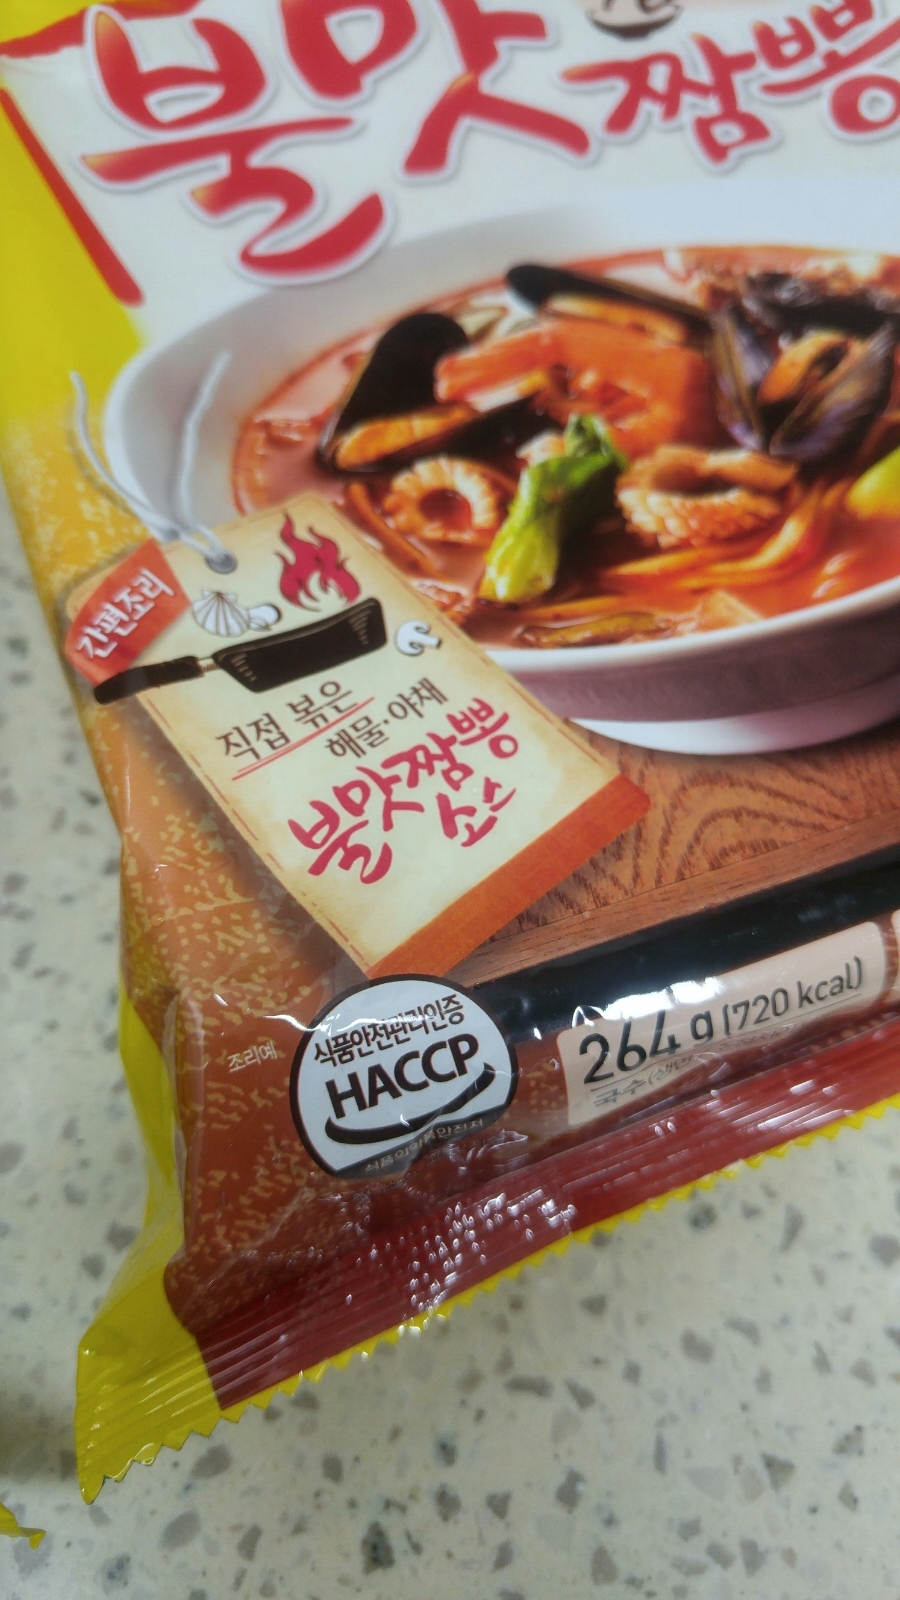 불맛 짬뽕
간편조리
직접 볶은
해물·야채
불맛짬뽕
소스
조리예
식품안전관리인증
HACCP
264 g (720 kcal)
국수